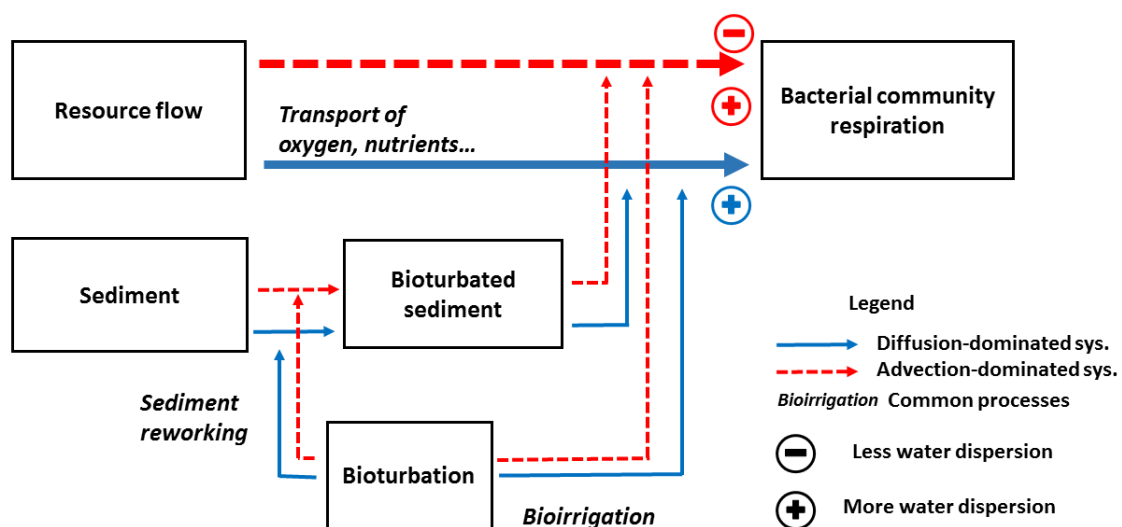 Resource flow
Transport of
oxygen, nutrients...
Bacterial community
respiration
Sediment
Bioturbated
sediment
Sediment
reworking
Bioturbation
Bioirrigation
Legend
Diffusion-dominated sys.
Advection-dominated sys.
Bioirrigation Common processes
Less water dispersion
More water dispersion